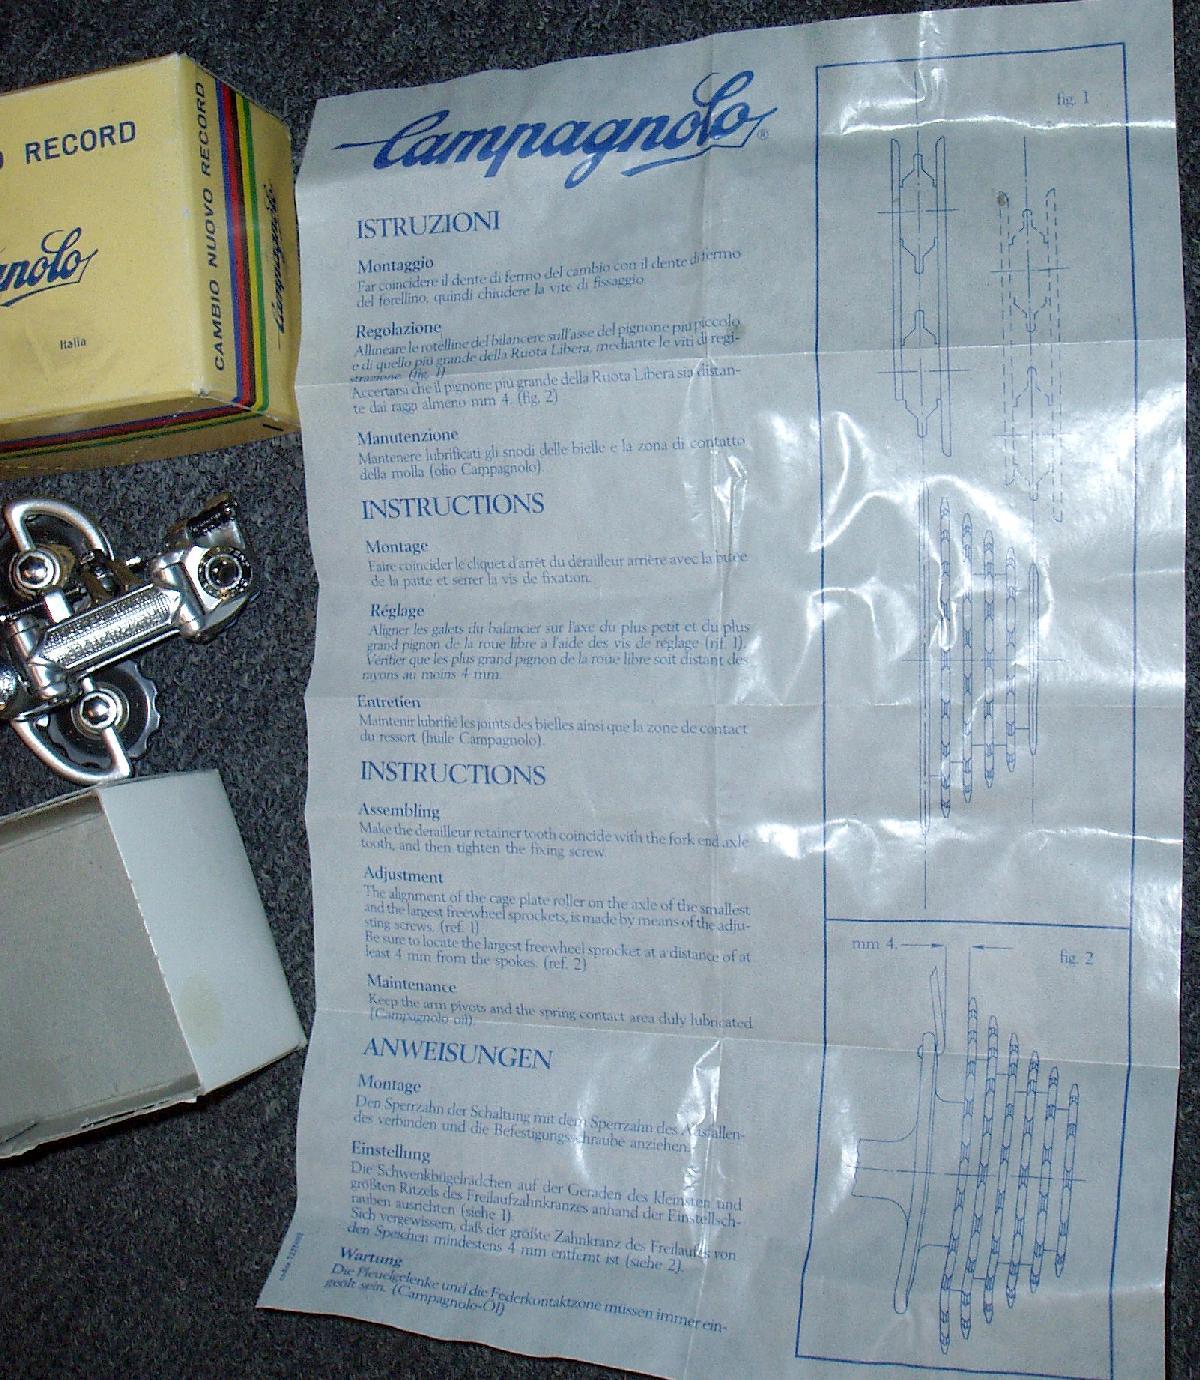 RECORD
Italia
CAMBIO NUOVO RECORD
Campagnolo
Campagnolo®
ISTRUZIONI
Montaggio
Far coincidere il dente di fermo del cambio con il dente di fermo
del forellino, quindi chiudere la vite di fissaggio.
Regolazione
Allineare le rotelline del bilancere sull'asse del pignone più piccolo
e di quello più grande della Ruota Libera, mediante le viti di regi-
strazione. (fig. 1)
Accertarsi che il pignone più grande della Ruota Libera sia distan-
te dai raggi almeno mm 4. (fig. 2)
Manutenzione
Mantenere lubrificati gli snodi delle bielle e la zona di contatto
della molla (olio Campagnolo).
INSTRUCTIONS
Montage
Faire coincider le cliquet d'arrêt du dérailleur arrière avec la butée
de la patte et serrer la vis de fixation.
Réglage
Aligner les galets du balancier sur l'axe du plus petit et du plus
grand pignon de la roue libre à l'aide des vis de réglage (rif. 1).
Vérifier que les plus grand pignon de la roue libre soit distant des
rayons au moins 4 mm.
Entretien
Maintenir lubrifié les joints des bielles ainsi que la zone de contact
du ressort (huile Campagnolo).
INSTRUCTIONS
Assembling
Make the derailleur retainer tooth coincide with the fork end axle
tooth, and then tighten the fixing screw.
Adjustment
The alignment of the cage plate roller on the axle of the smallest
and the largest freewheel sprockets, is made by means of the adju-
sting screws. (ref. 1)
Be sure to locate the largest freewheel sprocket at a distance of at
least 4 mm from the spokes. (ref. 2)
Maintenance
Keep the arm pivots and the spring contact area duly lubricated
(Campagnolo oil).
ANWEISUNGEN
Montage
Den Sperrzahn der Schaltung mit dem Sperrzahn des Ausfallen-
des verbinden und die Befestigungsschraube anziehen.
Einstellung
Die Schwenkbügelrädchen auf der Geraden des kleinsten und
größten Ritzels des Freilaufzahnkranzes anhand der Einstellsch-
rauben ausrichten (siehe 1).
Sich vergewissern, daß der größte Zahnkranz des Freilaufes von
den Speichen mindestens 4 mm entfernt ist (siehe 2).
Wartung
Die Pleuelgelenke und die Federkontaktzone müssen immer ein-
geölt sein. (Campagnolo-Öl)
fig. 1
mm 4
fig. 2